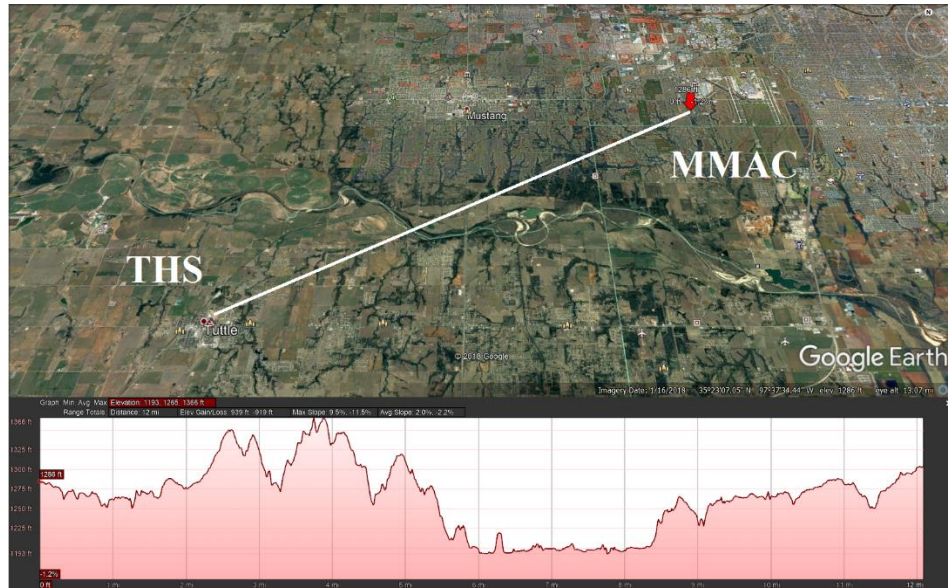 N
1286 ft
Mustang
MMAC
THS
Tuttle
© 2018 Google
Google Earth
Imagery Date: 1/16/2018 35°23'07.05" N 97°37'34.44" W elev 1286 ft eye alt 13.07 mi
Graph: Min, Avg, Max Elevation: 1193, 1265, 1366 ft
Range Totals: Distance: 12 mi Elev Gain/Loss: 939 ft, -919 ft Max Slope: 9.5%, -11.5% Avg Slope: 2.0%, -2.2%
1366 ft
1325 ft
1300 ft
1286 ft
1275 ft
1250 ft
1225 ft
1193 ft
-1.2%
0 ft 1 mi 2 mi 3 mi 4 mi 5 mi 6 mi 7 mi 8 mi 9 mi 10 mi 11 mi 12 mi